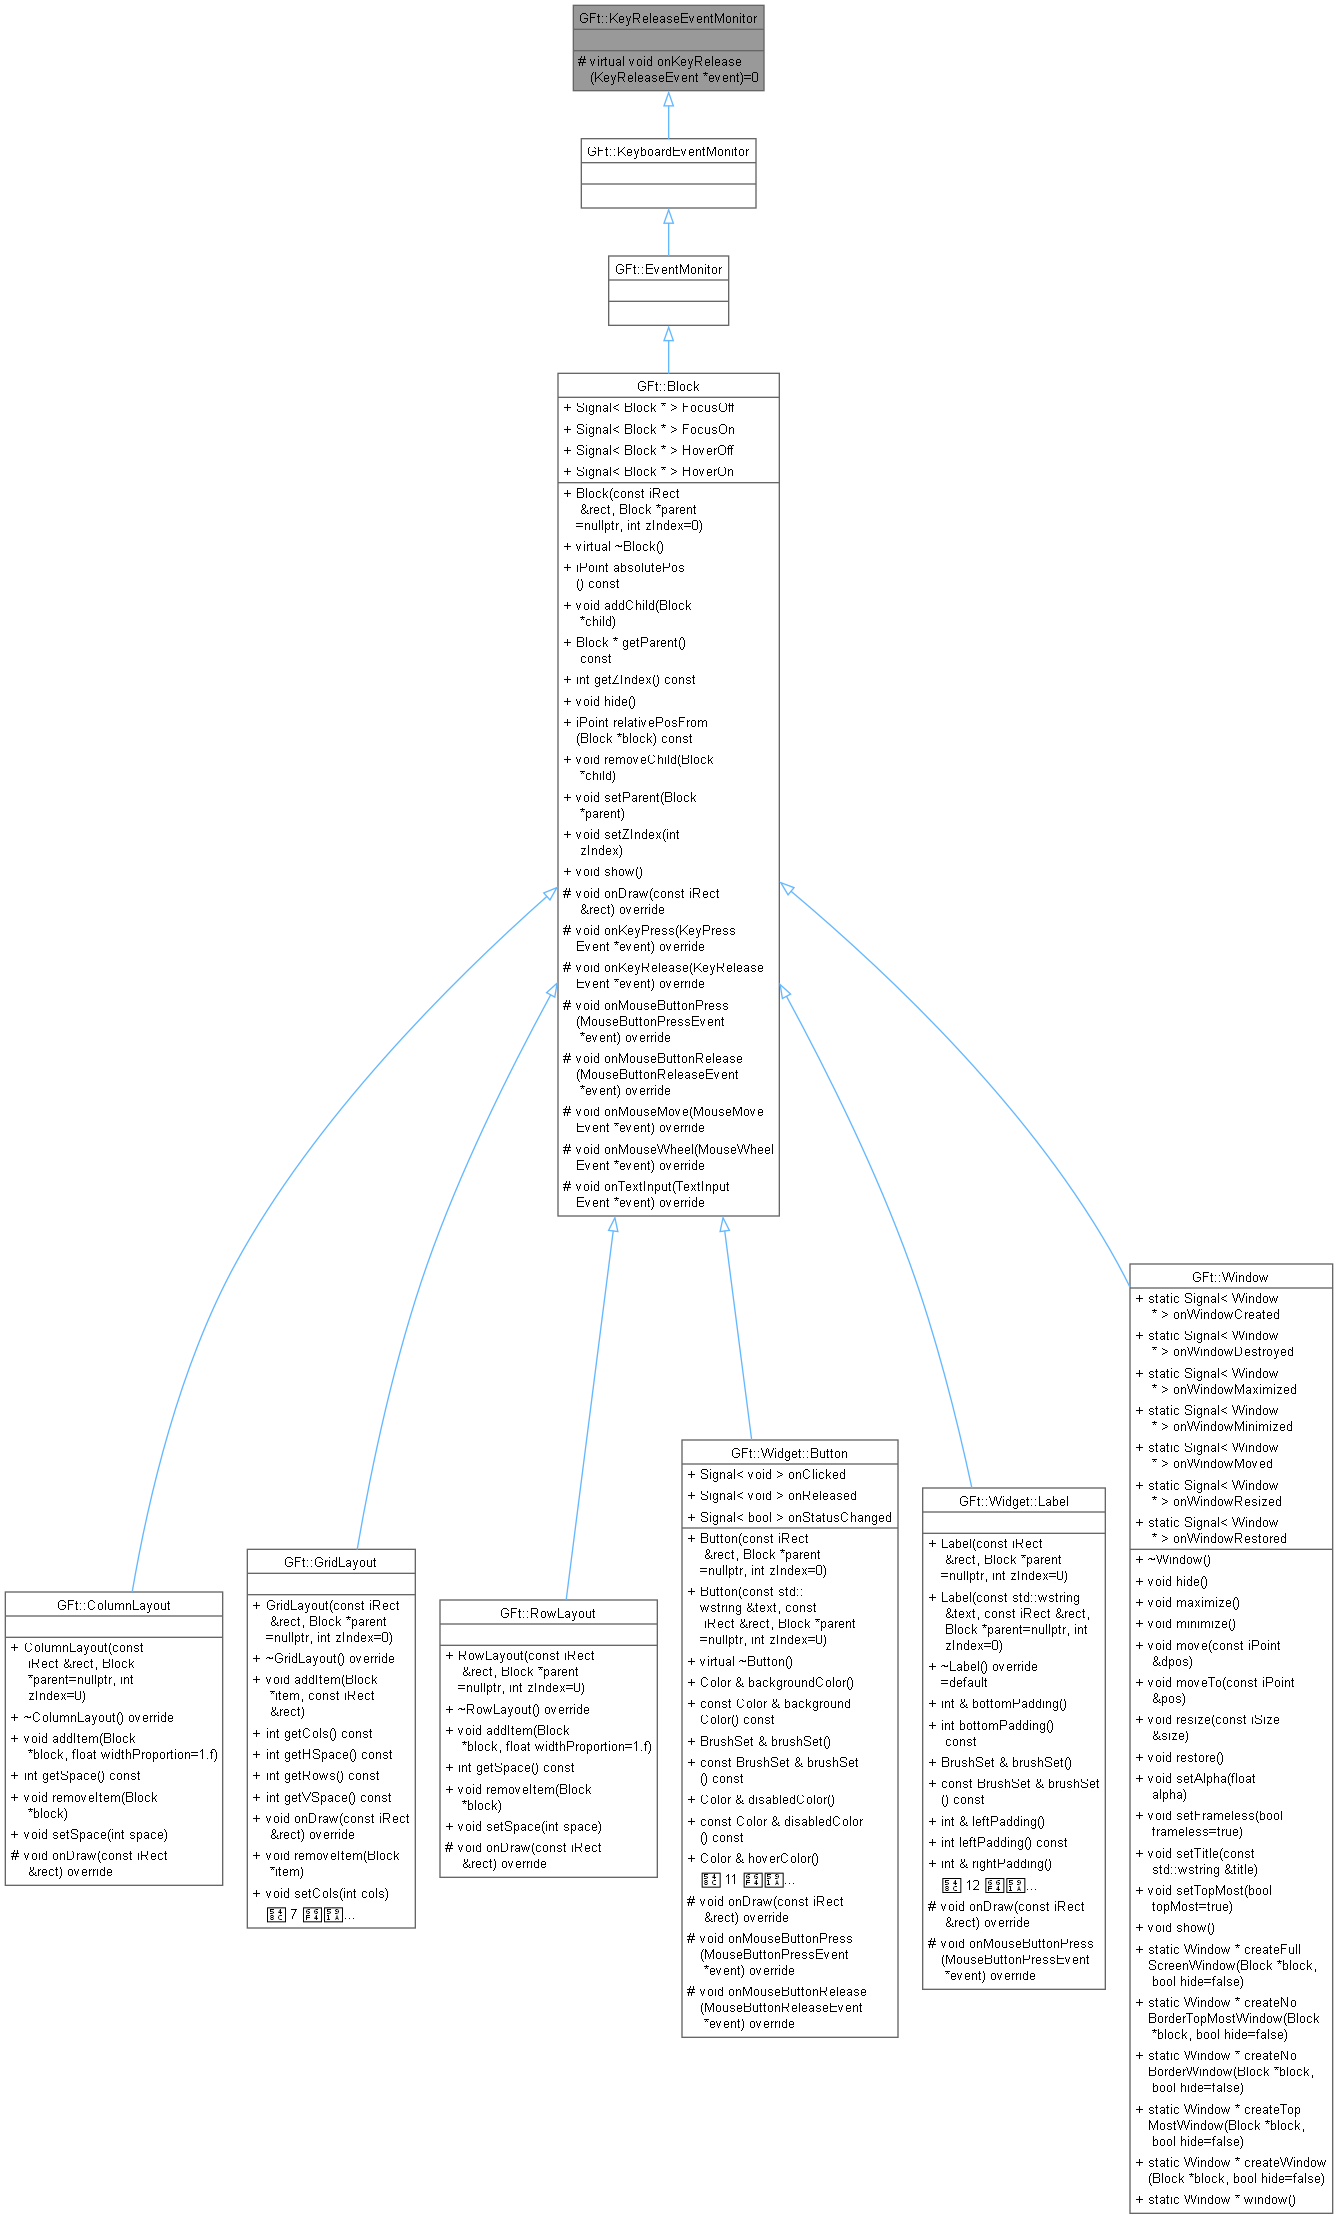 GFt::KeyReleaseEventMonitor
# virtual void onKeyRelease
(KeyReleaseEvent *event)=0
GFt::KeyboardEventMonitor
GFt::EventMonitor
GFt::Block
+ Signal< Block * > FocusOff
+ Signal< Block * > FocusOn
+ Signal< Block * > HoverOff
+ Signal< Block * > HoverOn
+ Block(const iRect
&rect, Block *parent
=nullptr, int zIndex=0)
+ virtual ~Block()
+ iPoint absolutePos
() const
+ void addChild(Block
*child)
+ Block * getParent()
const
+ int getZIndex() const
+ void hide()
+ iPoint relativePosFrom
(Block *block) const
+ void removeChild(Block
*child)
+ void setParent(Block
*parent)
+ void setZIndex(int
zIndex)
+ void show()
# void onDraw(const iRect
&rect) override
# void onKeyPress(KeyPress
Event *event) override
# void onKeyRelease(KeyRelease
Event *event) override
# void onMouseButtonPress
(MouseButtonPressEvent
*event) override
# void onMouseButtonRelease
(MouseButtonReleaseEvent
*event) override
# void onMouseMove(MouseMove
Event *event) override
# void onMouseWheel(MouseWheel
Event *event) override
# void onTextInput(TextInput
Event *event) override
GFt::ColumnLayout
+ ColumnLayout(const
iRect &rect, Block
*parent=nullptr, int
zIndex=0)
+ ~ColumnLayout() override
+ void addItem(Block
*block, float widthProportion=1.f)
+ int getSpace() const
+ void removeItem(Block
*block)
+ void setSpace(int space)
# void onDraw(const iRect
&rect) override
GFt::GridLayout
+ GridLayout(const iRect
&rect, Block *parent
=nullptr, int zIndex=0)
+ ~GridLayout() override
+ void addItem(Block
*item, const iRect
&rect)
+ int getCols() const
+ int getHSpace() const
+ int getRows() const
+ int getVSpace() const
+ void onDraw(const iRect
&rect) override
+ void removeItem(Block
*item)
+ void setCols(int cols)
7 ...
GFt::RowLayout
+ RowLayout(const iRect
&rect, Block *parent
=nullptr, int zIndex=0)
+ ~RowLayout() override
+ void addItem(Block
*block, float widthProportion=1.f)
+ int getSpace() const
+ void removeItem(Block
*block)
+ void setSpace(int space)
# void onDraw(const iRect
&rect) override
GFt::Widget::Button
+ Signal< void > onClicked
+ Signal< void > onReleased
+ Signal< bool > onStatusChanged
+ Button(const iRect
&rect, Block *parent
=nullptr, int zIndex=0)
+ Button(const std::
wstring &text, const
iRect &rect, Block *parent
=nullptr, int zIndex=0)
+ virtual ~Button()
+ Color & backgroundColor()
+ const Color & background
Color() const
+ BrushSet & brushSet()
+ const BrushSet & brushSet
() const
+ Color & disabledColor()
+ const Color & disabledColor
() const
+ Color & hoverColor()
11 ...
# void onDraw(const iRect
&rect) override
# void onMouseButtonPress
(MouseButtonPressEvent
*event) override
# void onMouseButtonRelease
(MouseButtonReleaseEvent
*event) override
GFt::Widget::Label
+ Label(const iRect
&rect, Block *parent
=nullptr, int zIndex=0)
+ Label(const std::wstring
&text, const iRect &rect,
Block *parent=nullptr, int
zIndex=0)
+ ~Label() override
=default
+ int & bottomPadding()
+ int bottomPadding()
const
+ BrushSet & brushSet()
+ const BrushSet & brushSet
() const
+ int & leftPadding()
+ int leftPadding() const
+ int & rightPadding()
12 ...
# void onDraw(const iRect
&rect) override
# void onMouseButtonPress
(MouseButtonPressEvent
*event) override
GFt::Window
+ static Signal< Window
* > onWindowCreated
+ static Signal< Window
* > onWindowDestroyed
+ static Signal< Window
* > onWindowMaximized
+ static Signal< Window
* > onWindowMinimized
+ static Signal< Window
* > onWindowMoved
+ static Signal< Window
* > onWindowResized
+ static Signal< Window
* > onWindowRestored
+ ~Window()
+ void hide()
+ void maximize()
+ void minimize()
+ void move(const iPoint
&dpos)
+ void moveTo(const iPoint
&pos)
+ void resize(const iSize
&size)
+ void restore()
+ void setAlpha(float
alpha)
+ void setFrameless(bool
frameless=true)
+ void setTitle(const
std::wstring &title)
+ void setTopMost(bool
topMost=true)
+ void show()
+ static Window * createFull
ScreenWindow(Block *block,
bool hide=false)
+ static Window * createNo
BorderTopMostWindow(Block
*block, bool hide=false)
+ static Window * createNo
BorderWindow(Block *block,
bool hide=false)
+ static Window * createTop
MostWindow(Block *block,
bool hide=false)
+ static Window * createWindow
(Block *block, bool hide=false)
+ static Window * window()